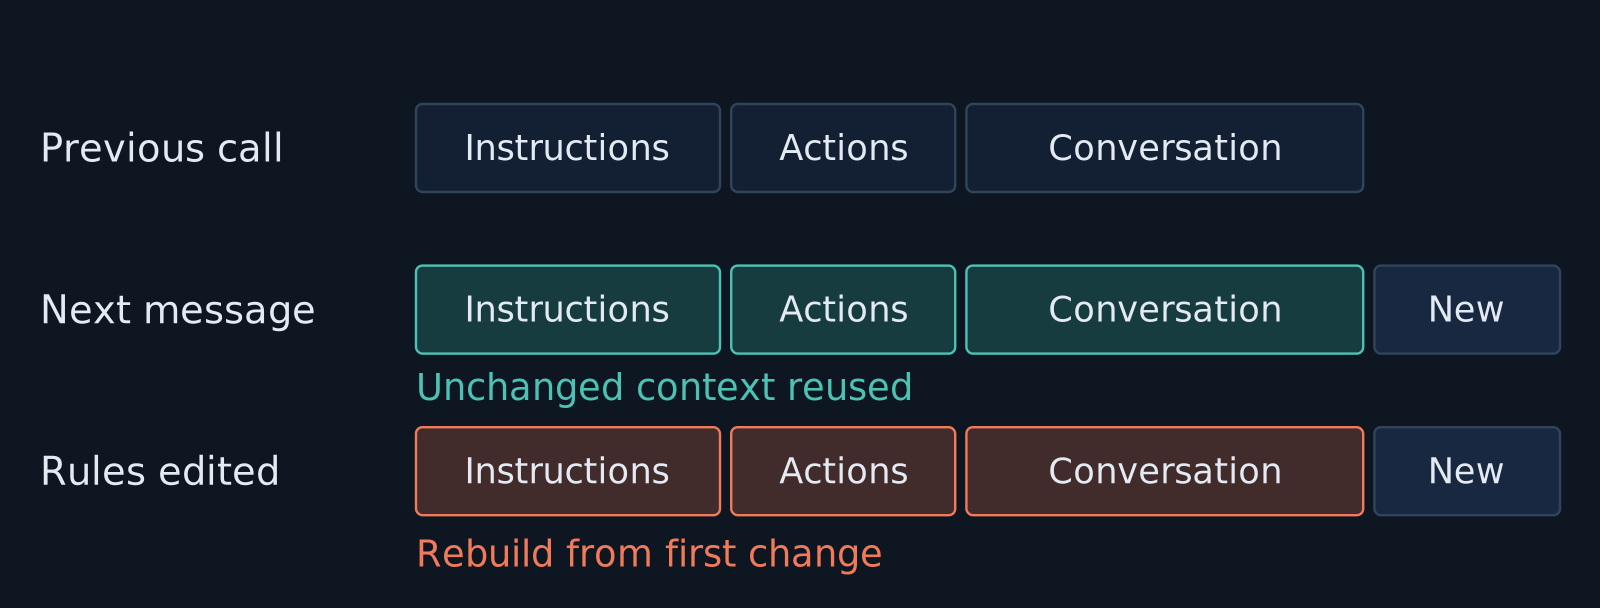 Previous call Instructions Actions Conversation
Next message Instructions Actions Conversation New
Unchanged context reused
Rules edited Instructions Actions Conversation New
Rebuild from first change